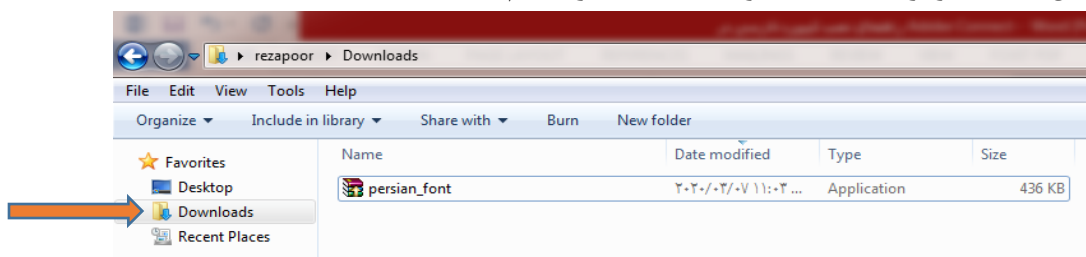 rezapoor Downloads
File Edit View Tools Help
Organize Include in library Share with Burn New folder
Favorites
Desktop
Downloads
Recent Places
Name Date modified Type Size
persian_font ۲۰۲۰/۰۳/۰۷ ۱۱:۰۳ ... Application 436 KB